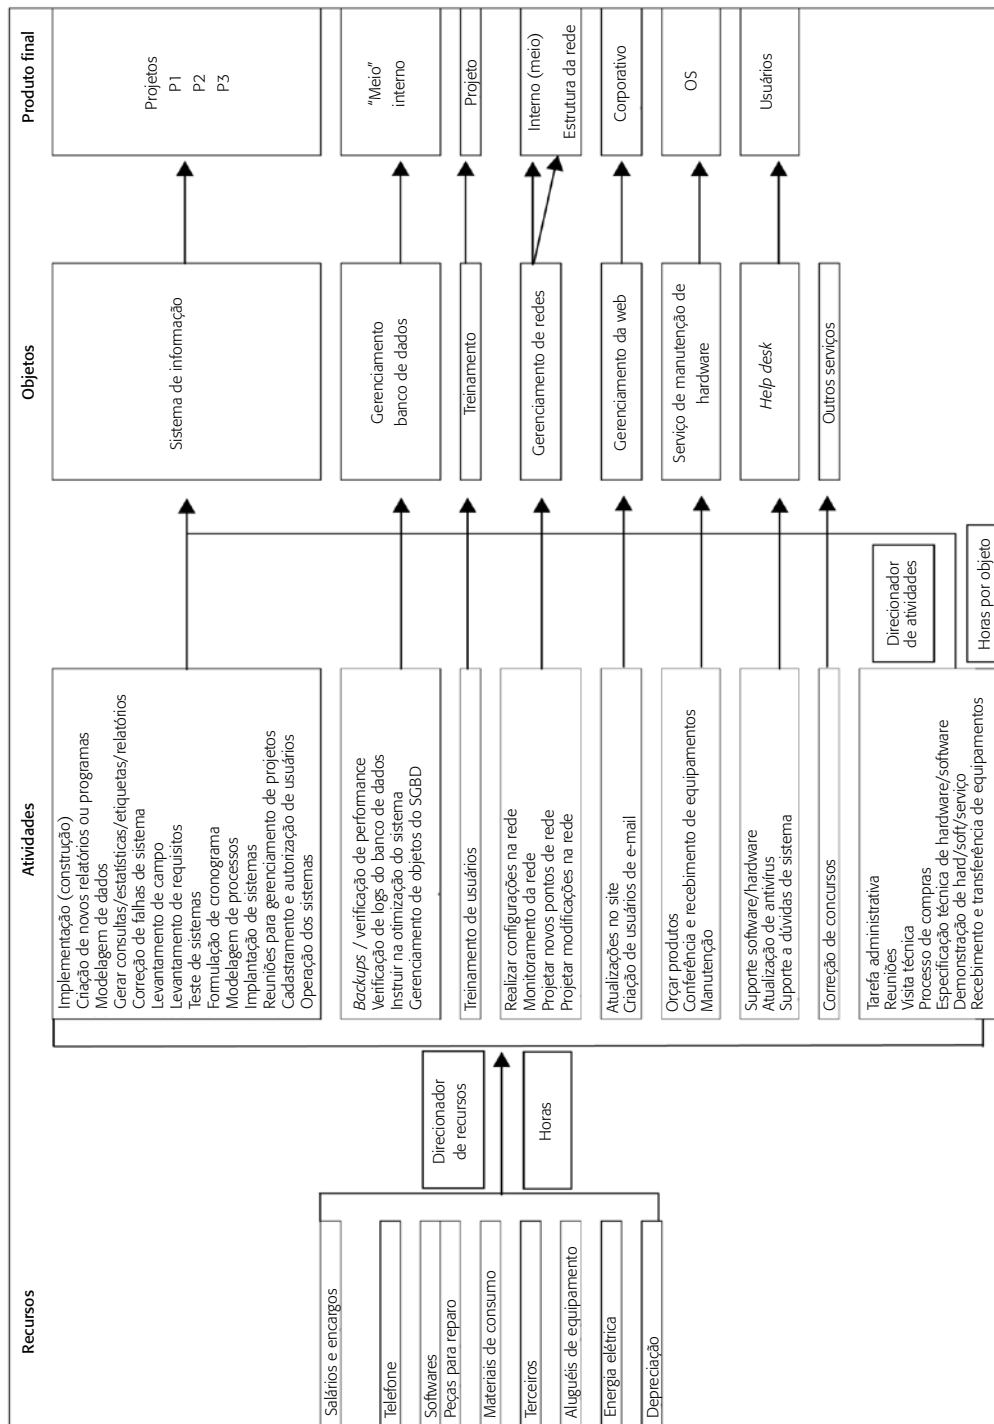 Recursos
Salários e encargos
Telefone
Softwares
Peças para reparo
Materiais de consumo
Terceiros
Aluguéis de equipamento
Energia elétrica
Depreciação
Direcionador
de recursos
Horas
Atividades
Implementação (construção)
Criação de novos relatórios ou programas
Modelagem de dados
Gerar consultas/estatísticas/etiquetas/relatórios
Correção de falhas de sistema
Levantamento de campo
Levantamento de requisitos
Teste de sistemas
Formulação de cronograma
Modelagem de processos
Implantação de sistemas
Reuniões para gerenciamento de projetos
Cadastramento e autorização de usuários
Operação dos sistemas
Backups / verificação de performance
Verificação de logs do banco de dados
Instruir na otimização do sistema
Gerenciamento de objetos do SGBD
Treinamento de usuários
Realizar configurações na rede
Monitoramento da rede
Projetar novos pontos de rede
Projetar modificações na rede
Atualizações no site
Criação de usuários de e-mail
Orçar produtos
Conferência e recebimento de equipamentos
Manutenção
Suporte software/hardware
Atualização de antivírus
Suporte a dúvidas de sistema
Correção de concursos
Tarefa administrativa
Reuniões
Visita técnica
Processo de compras
Especificação técnica de hardware/software
Demonstração de hard/soft/serviço
Recebimento e transferência de equipamentos
Direcionador
de atividades
Horas por objeto
Objetos
Sistema de informação
Gerenciamento
banco de dados
Treinamento
Gerenciamento de redes
Gerenciamento da web
Serviço de manutenção de
hardware
Help desk
Outros serviços
Produto final
Projetos
P1
P2
P3
"Meio"
interno
Projeto
Interno (meio)
Estrutura da rede
Corporativo
OS
Usuários